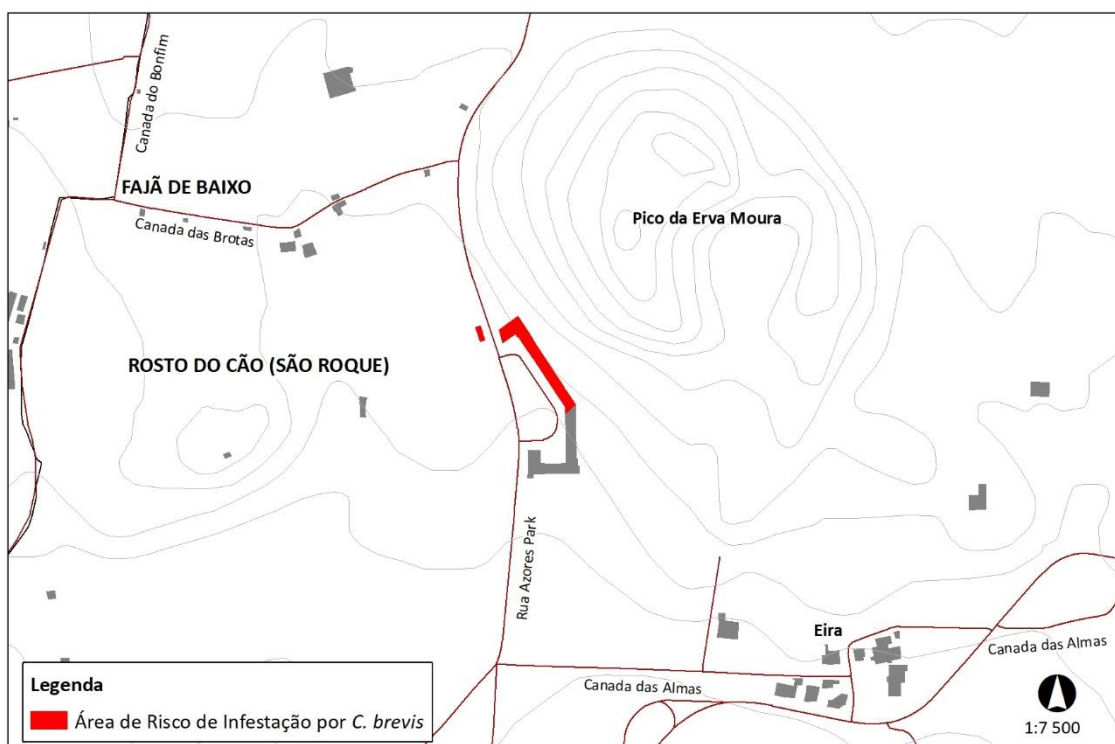 Canada do Bonfim
FAJÃ DE BAIXO
Canada das Brotas
Pico da Erva Moura
ROSTO DO CÃO (SÃO ROQUE)
Rua Azores Park
Eira
Canada das Almas
Canada das Almas
Legenda
Área de Risco de Infestação por C. brevis
1:7 500